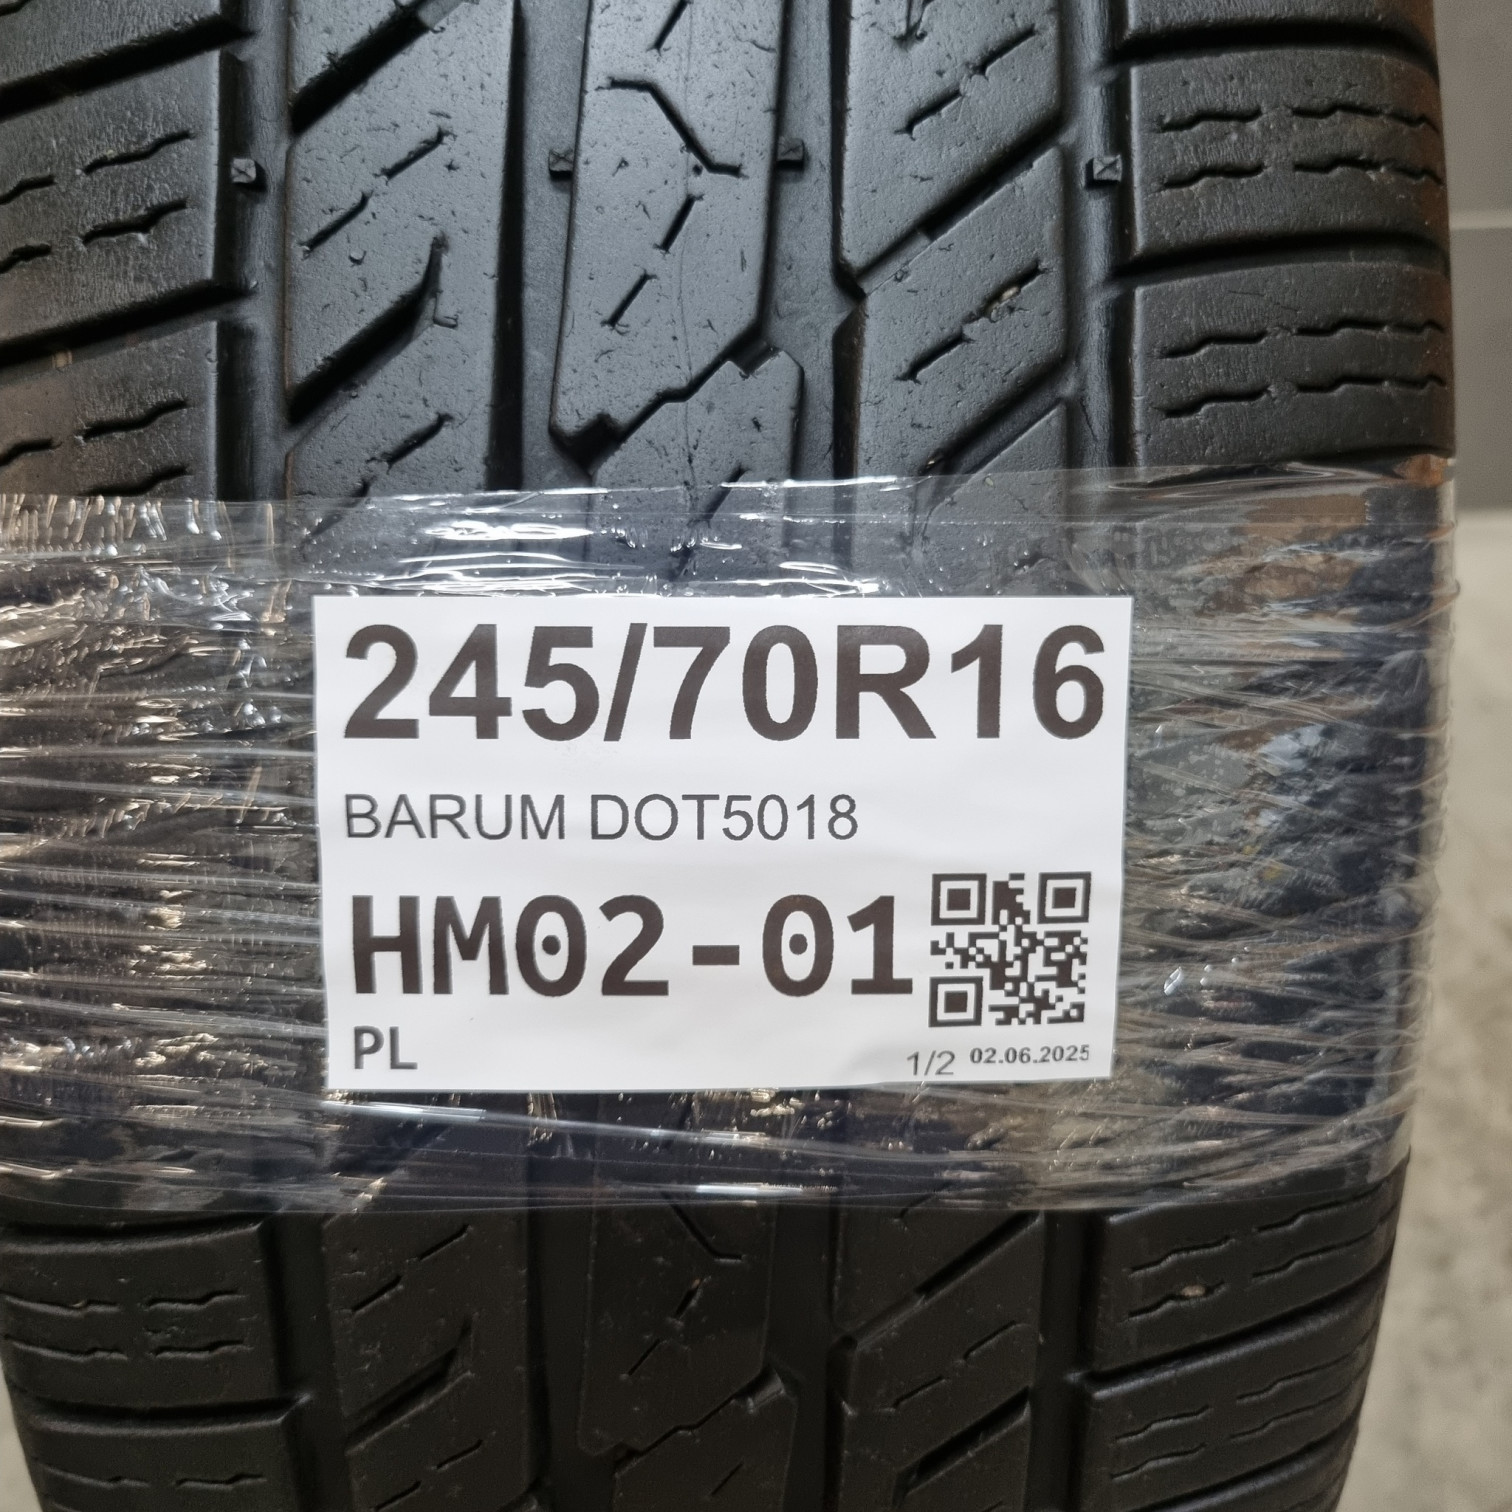 245/70R16
BARUM DOT5018
HM02-01
PL
1/2 02.06.2025